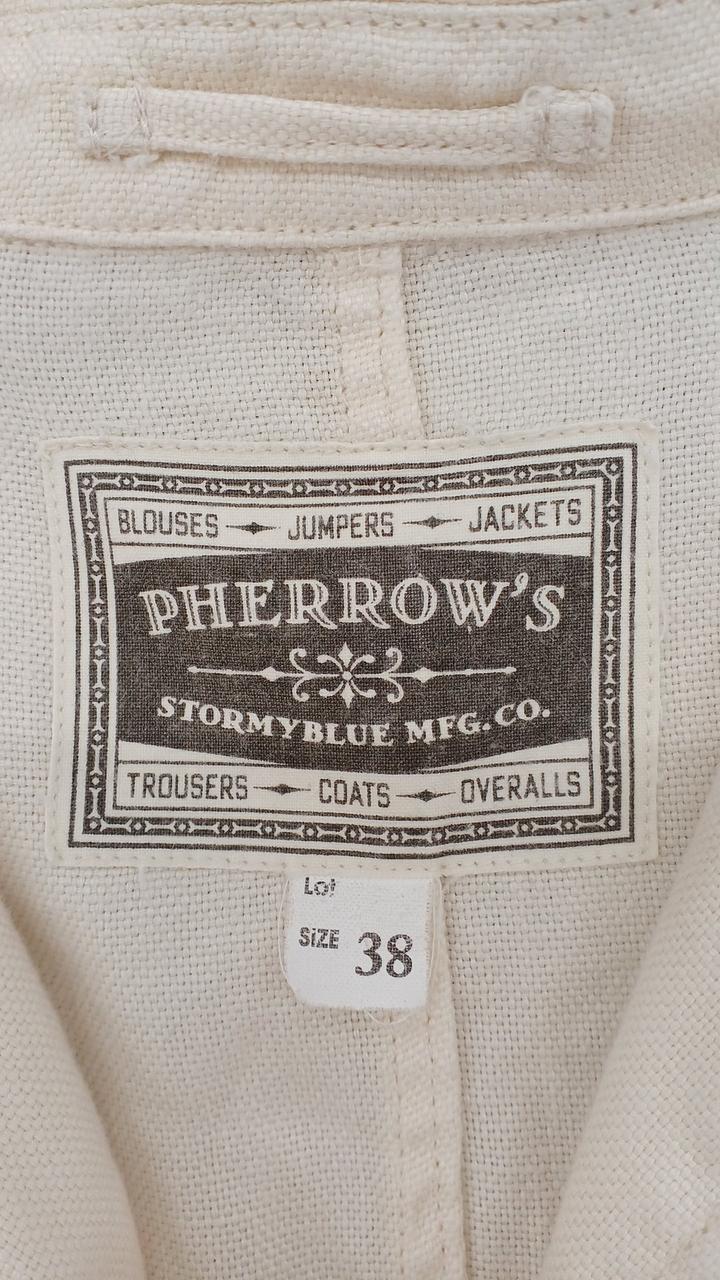 BLOUSES JUMPERS JACKETS
PHERROW'S
STORMYBLUE MFG. CO.
TROUSERS COATS OVERALLS
Lot
SIZE 38